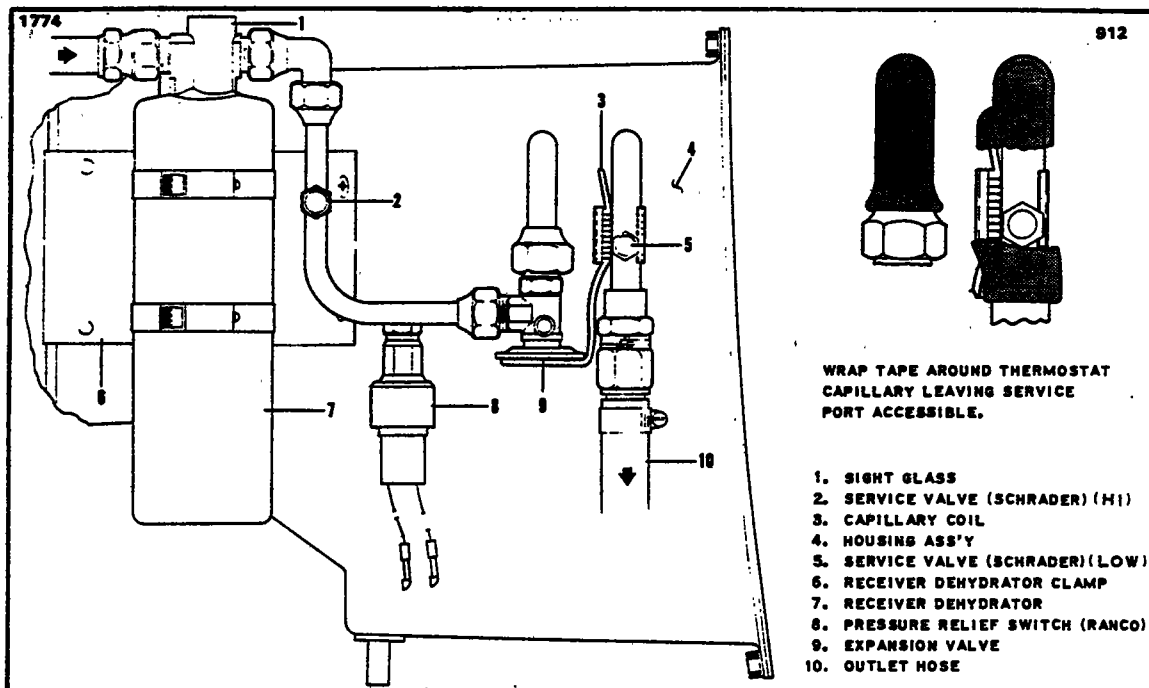 1774
912
1
2
3
4
5
6
7
8
9
10
WRAP TAPE AROUND THERMOSTAT
CAPILLARY LEAVING SERVICE
PORT ACCESSIBLE.
1. SIGHT GLASS
2. SERVICE VALVE (SCHRADER) (HI)
3. CAPILLARY COIL
4. HOUSING ASS'Y
5. SERVICE VALVE (SCHRADER) (LOW)
6. RECEIVER DEHYDRATOR CLAMP
7. RECEIVER DEHYDRATOR
8. PRESSURE RELIEF SWITCH (RANCO)
9. EXPANSION VALVE
10. OUTLET HOSE